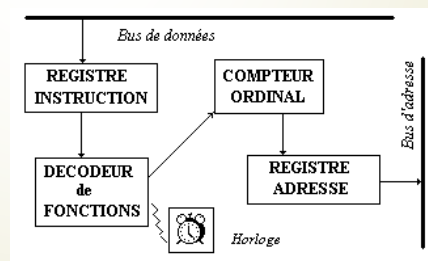 Bus de données
REGISTRE
INSTRUCTION
COMPTEUR
ORDINAL
Bus d'adresse
DECODEUR
de
FONCTIONS
REGISTRE
ADRESSE
Horloge